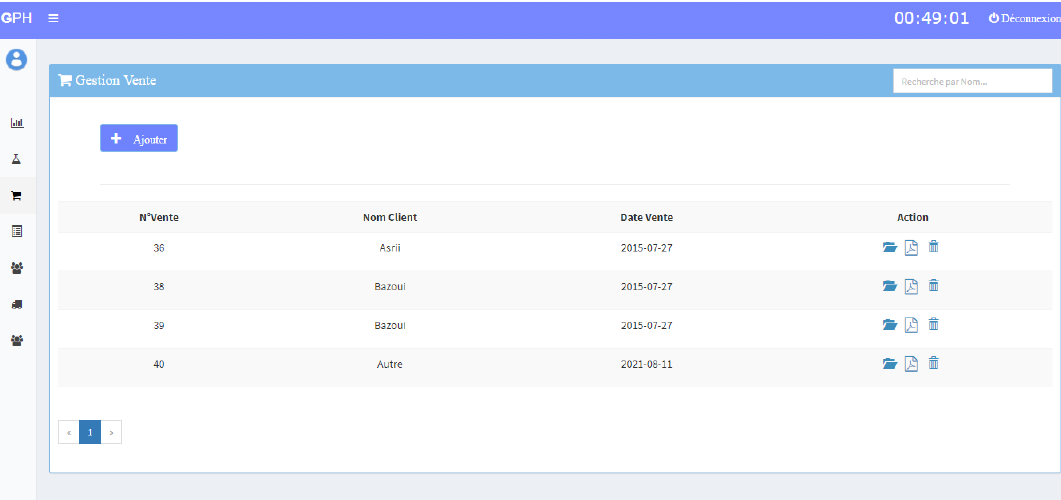 GPH 00:49:01 Déconnexion
Gestion Vente Recherche par Nom...
Ajouter
N°Vente Nom Client Date Vente Action
36 Asrii 2015-07-27
38 Bazoui 2015-07-27
39 Bazoui 2015-07-27
40 Autre 2021-08-11
« 1 »